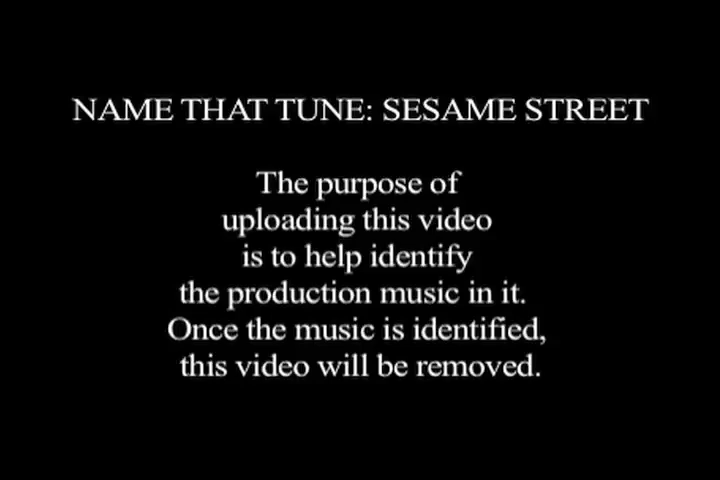 NAME THAT TUNE: SESAME STREET
The purpose of
uploading this video
is to help identify
the production music in it.
Once the music is identified,
this video will be removed.